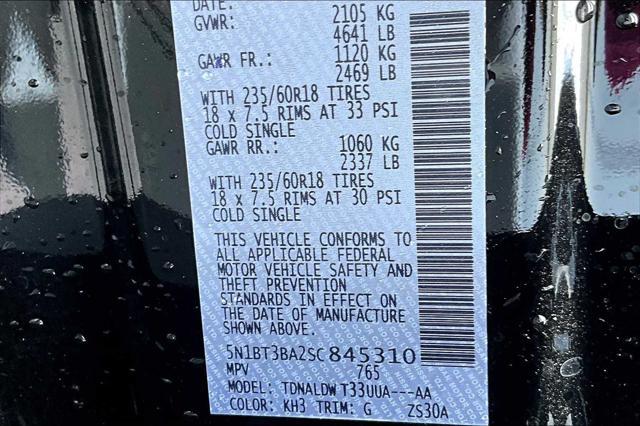 DATE:
GVWR: 2105 KG
4641 LB
GAWR FR.: 1120 KG
2469 LB
WITH 235/60R18 TIRES
18 x 7.5 RIMS AT 33 PSI
COLD SINGLE
GAWR RR.: 1060 KG
2337 LB
WITH 235/60R18 TIRES
18 x 7.5 RIMS AT 30 PSI
COLD SINGLE
THIS VEHICLE CONFORMS TO
ALL APPLICABLE FEDERAL
MOTOR VEHICLE SAFETY AND
THEFT PREVENTION
STANDARDS IN EFFECT ON
THE DATE OF MANUFACTURE
SHOWN ABOVE.
5N1BT3BA2SC845310
MPV 765
MODEL: TDNALDWT33UUA---AA
COLOR: KH3 TRIM: G ZS30A